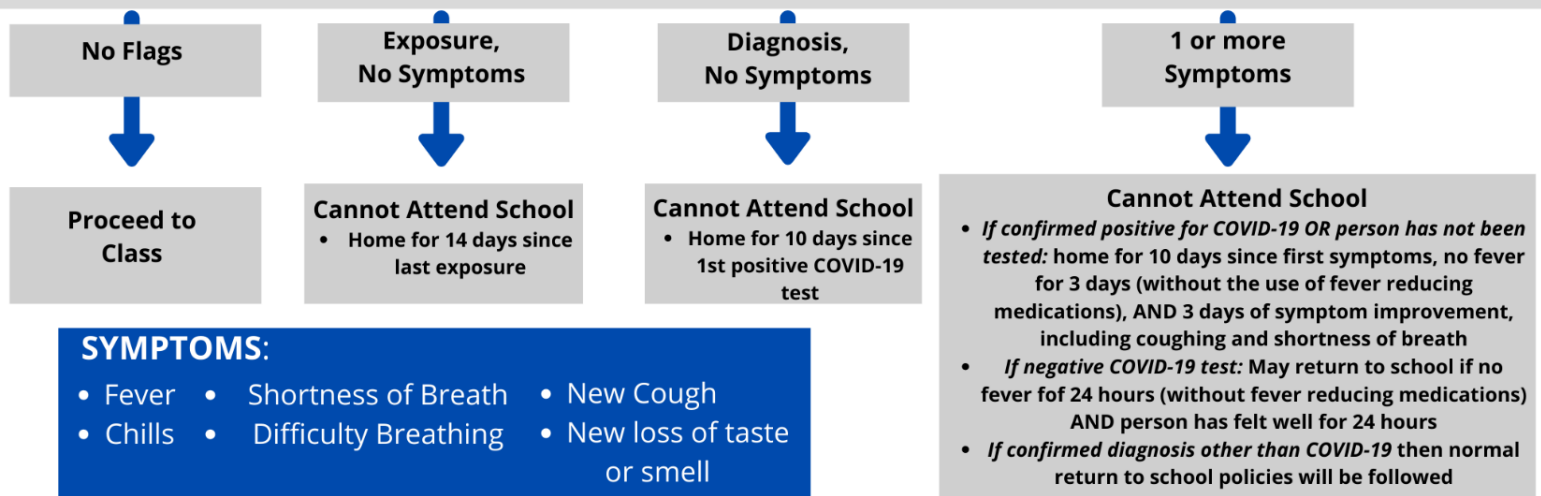 No Flags
Exposure,
No Symptoms
Diagnosis,
No Symptoms
1 or more
Symptoms
Proceed to
Class
Cannot Attend School
• Home for 14 days since
last exposure
Cannot Attend School
• Home for 10 days since
1st positive COVID-19
test
Cannot Attend School
• If confirmed positive for COVID-19 OR person has not been
tested: home for 10 days since first symptoms, no fever
for 3 days (without the use of fever reducing
medications), AND 3 days of symptom improvement,
including coughing and shortness of breath
• If negative COVID-19 test: May return to school if no
fever fof 24 hours (without fever reducing medications)
AND person has felt well for 24 hours
• If confirmed diagnosis other than COVID-19 then normal
return to school policies will be followed
SYMPTOMS:
• Fever
• Chills
• Shortness of Breath
• Difficulty Breathing
• New Cough
• New loss of taste
or smell